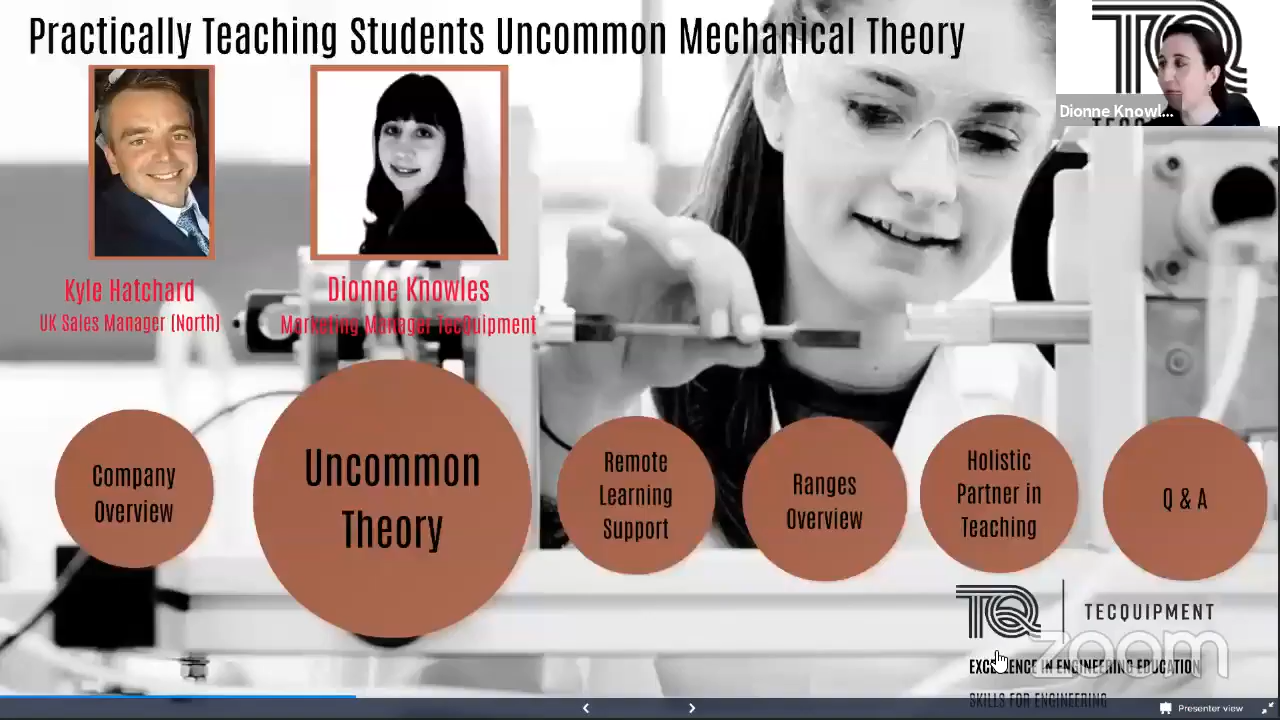 Practically Teaching Students Uncommon Mechanical Theory
TQ
Dionne Knowl...
Kyle Hatchard
UK Sales Manager (North)
Dionne Knowles
Marketing Manager TecQuipment
Company
Overview
Uncommon
Theory
Remote
Learning
Support
Ranges
Overview
Holistic
Partner in
Teaching
Q & A
TQ TECQUIPMENT
zoom
EXCELLENCE IN ENGINEERING EDUCATION
SKILLS FOR ENGINEERING
Presenter view